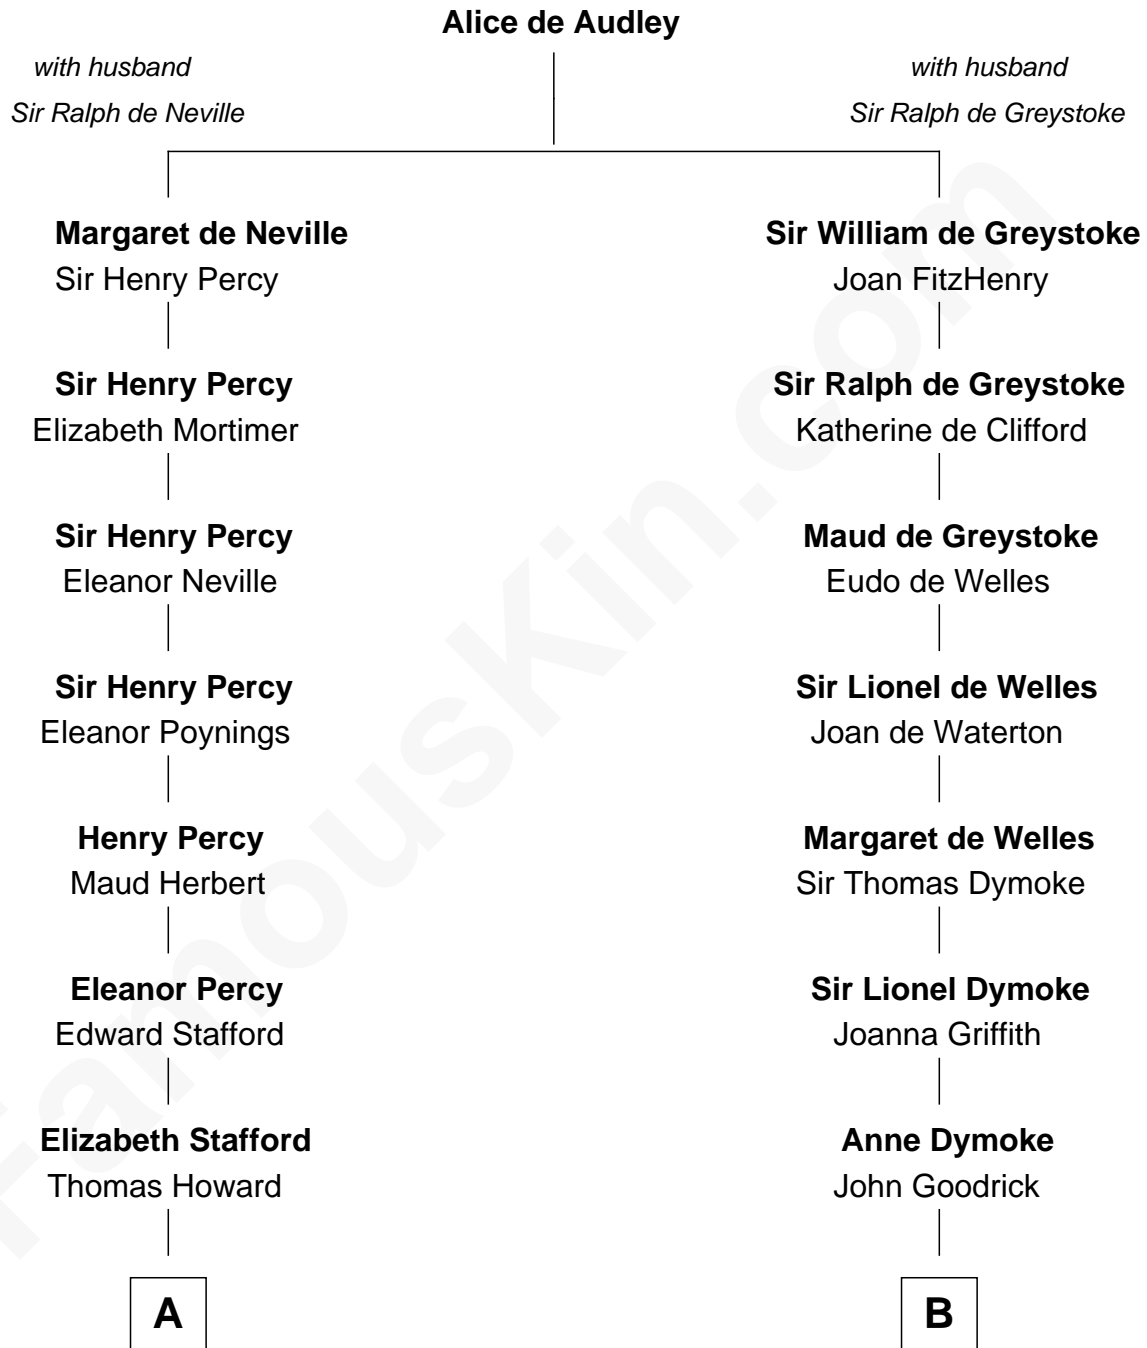 Alice de Audley
with husband
Sir Ralph de Neville
with husband
Sir Ralph de Greystoke
Margaret de Neville
Sir Henry Percy
Sir William de Greystoke
Joan FitzHenry
Sir Henry Percy
Elizabeth Mortimer
Sir Ralph de Greystoke
Katherine de Clifford
Sir Henry Percy
Eleanor Neville
Maud de Greystoke
Eudo de Welles
Sir Henry Percy
Eleanor Poynings
Sir Lionel de Welles
Joan de Waterton
Henry Percy
Maud Herbert
Margaret de Welles
Sir Thomas Dymoke
Eleanor Percy
Edward Stafford
Sir Lionel Dymoke
Joanna Griffith
Elizabeth Stafford
Thomas Howard
Anne Dymoke
John Goodrick
A
B
FamousKin.com